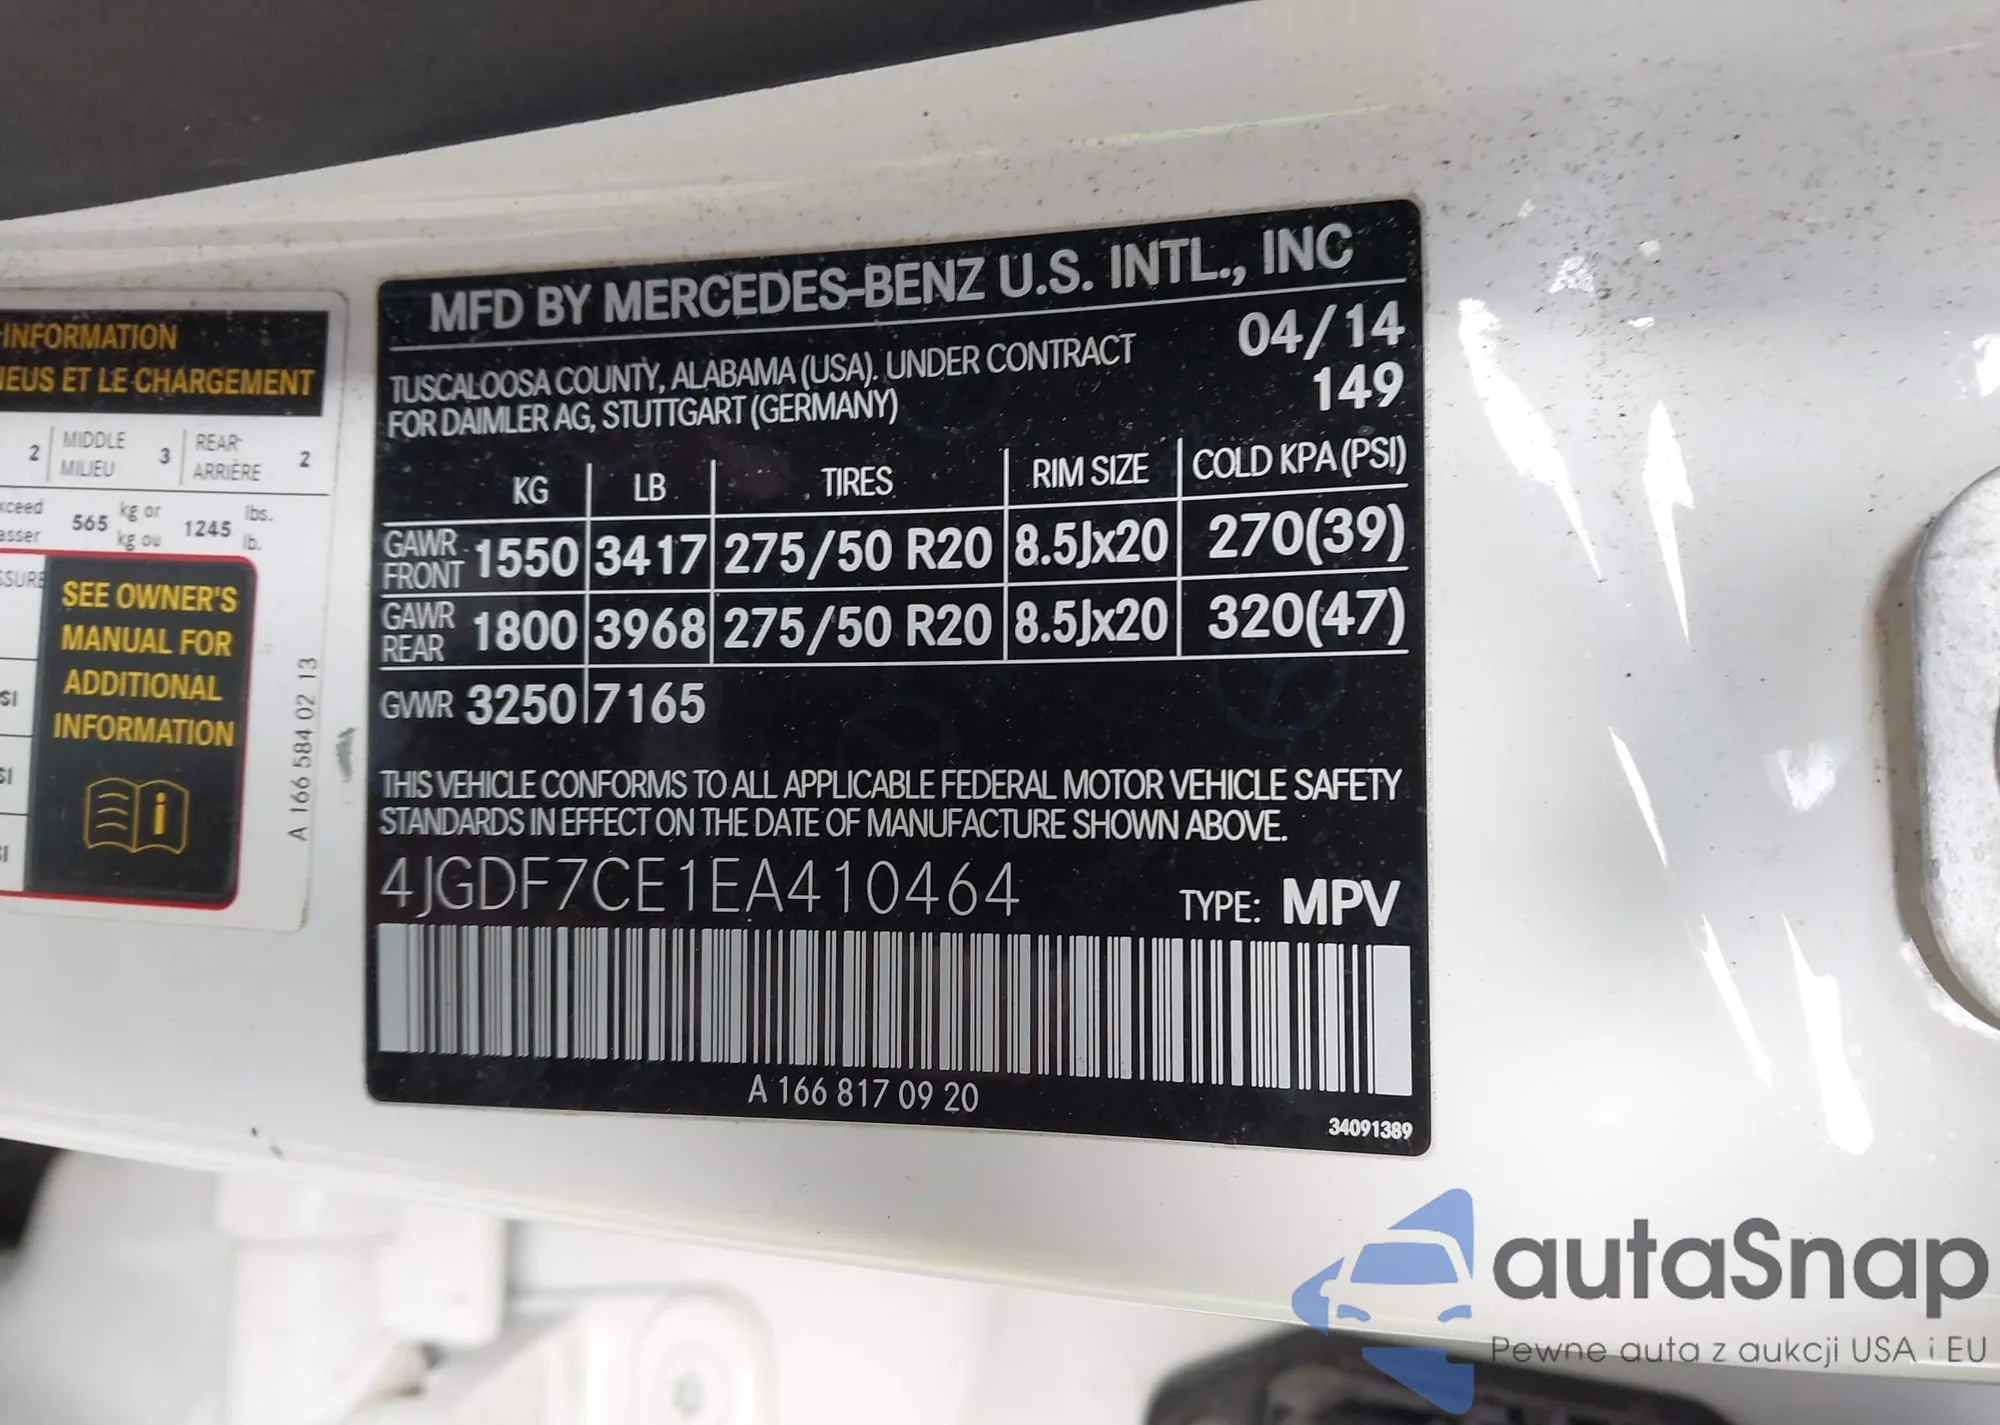 INFORMATION
NEUS ET LE CHARGEMENT
2 MIDDLE MILIEU 3 REAR ARRIÈRE 2
565 kg or kg ou 1245 lbs. lb.
SEE OWNER'S
MANUAL FOR
ADDITIONAL
INFORMATION
A 166 584 02 13
MFD BY MERCEDES-BENZ U.S. INTL., INC
TUSCALOOSA COUNTY, ALABAMA (USA). UNDER CONTRACT
FOR DAIMLER AG, STUTTGART (GERMANY)
04/14
149
KG LB TIRES RIM SIZE COLD KPA (PSI)
GAWR FRONT 1550 3417 275/50 R20 8.5Jx20 270(39)
GAWR REAR 1800 3968 275/50 R20 8.5Jx20 320(47)
GVWR 3250 7165
THIS VEHICLE CONFORMS TO ALL APPLICABLE FEDERAL MOTOR VEHICLE SAFETY
STANDARDS IN EFFECT ON THE DATE OF MANUFACTURE SHOWN ABOVE.
4JGDF7CE1EA410464
TYPE: MPV
A 166 817 09 20
34091389
autaSnap
Pewne auta z aukcji USA i EU